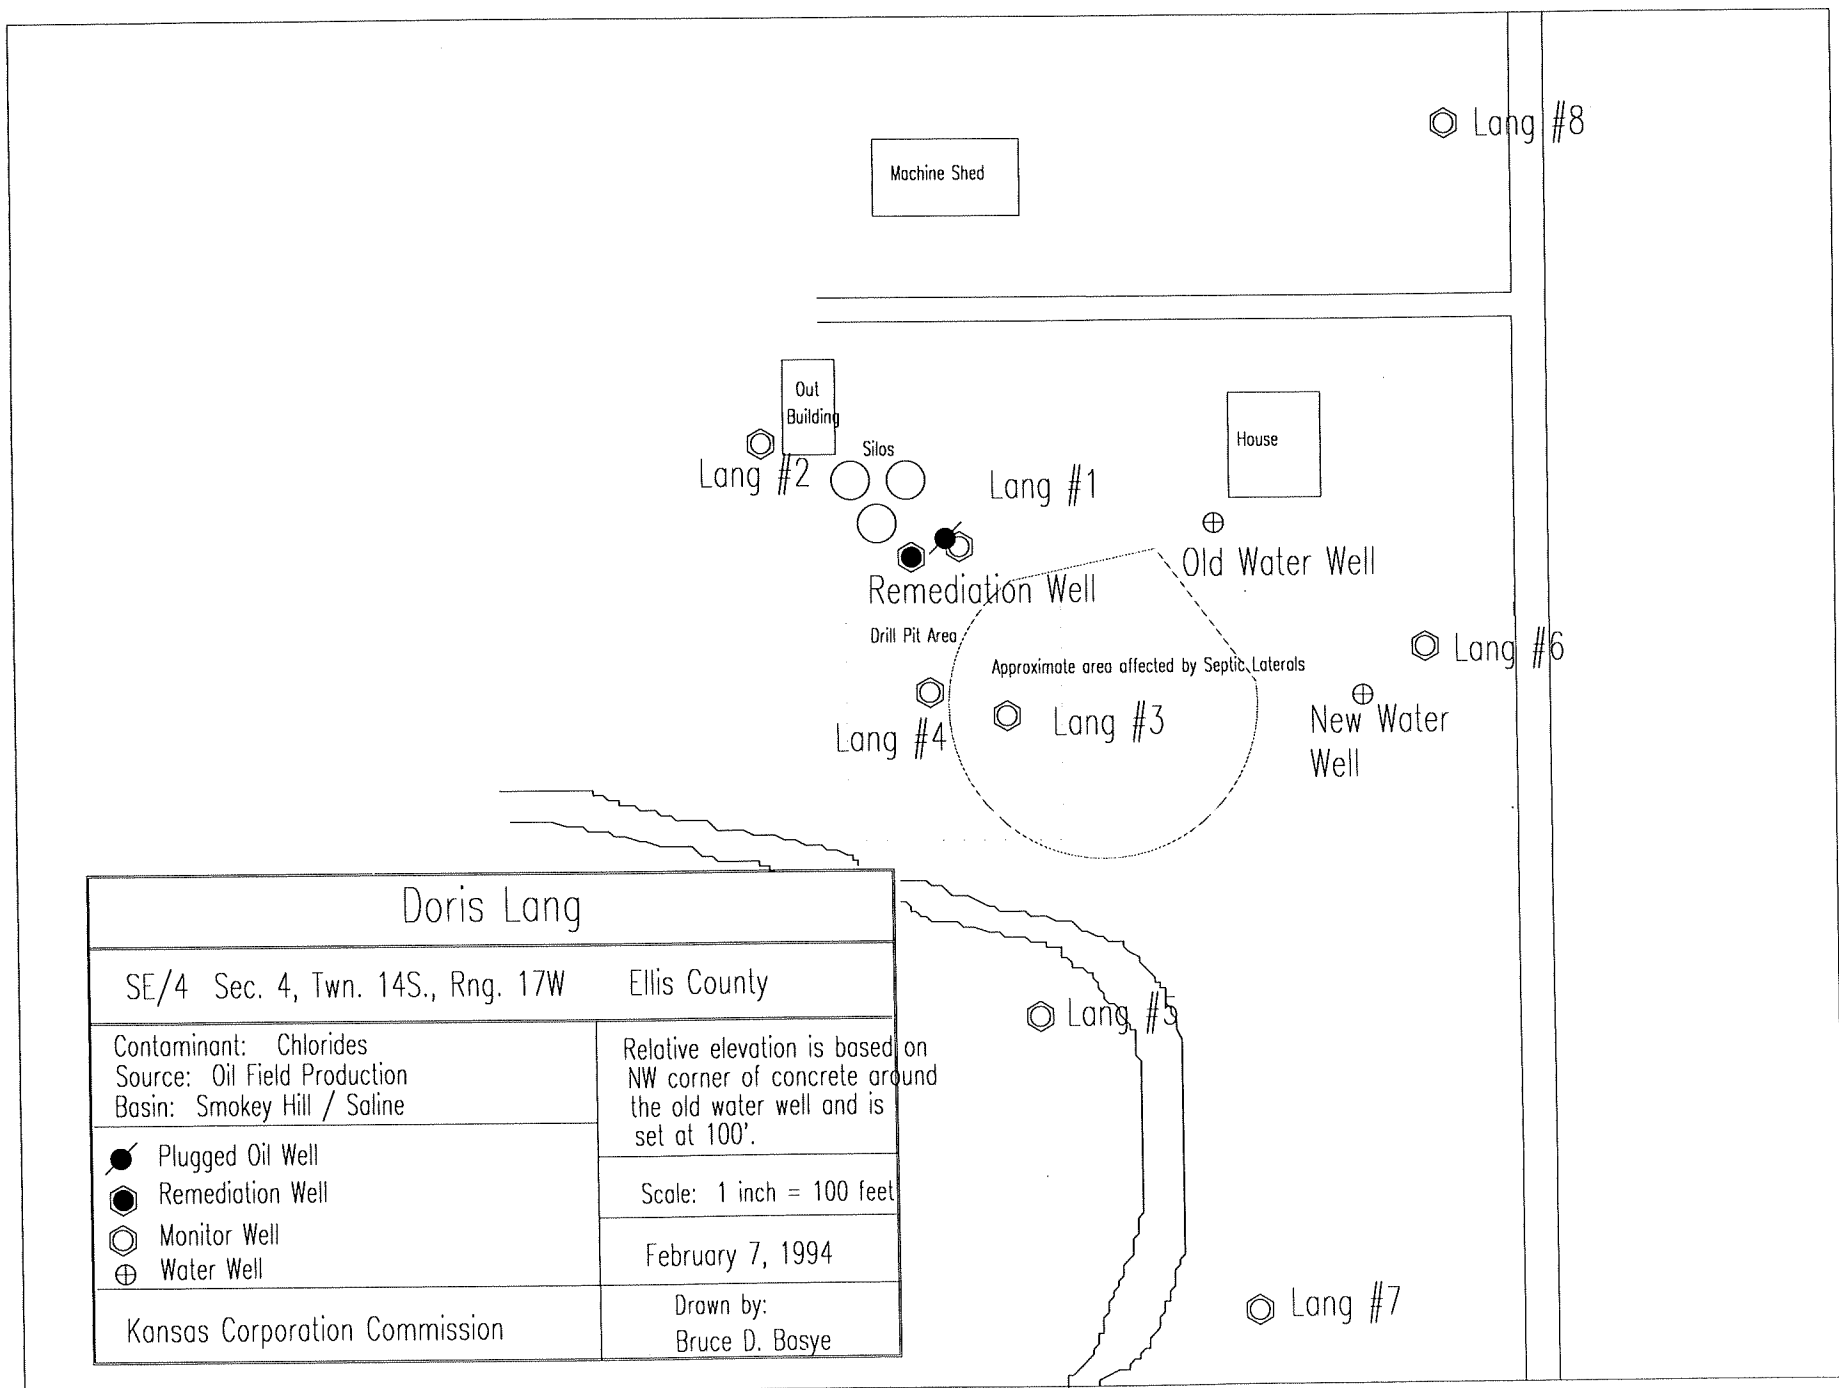 Lang #8
Machine Shed
Out
Building
House
Silos
Lang #2
Lang #1
Old Water Well
Remediation Well
Drill Pit Area
Lang #6
Approximate area affected by Septic Laterals
Lang #3
New Water
Well
Lang #4
Doris Lang
SE/4 Sec. 4, Twn. 14S., Rng. 17W Ellis County
Lang #5
Contaminant: Chlorides
Source: Oil Field Production
Basin: Smokey Hill / Saline
Relative elevation is based on
NW corner of concrete around
the old water well and is
set at 100'.
Plugged Oil Well
Remediation Well
Monitor Well
Water Well
Scale: 1 inch = 100 feet
February 7, 1994
Kansas Corporation Commission
Drawn by:
Bruce D. Basye
Lang #7